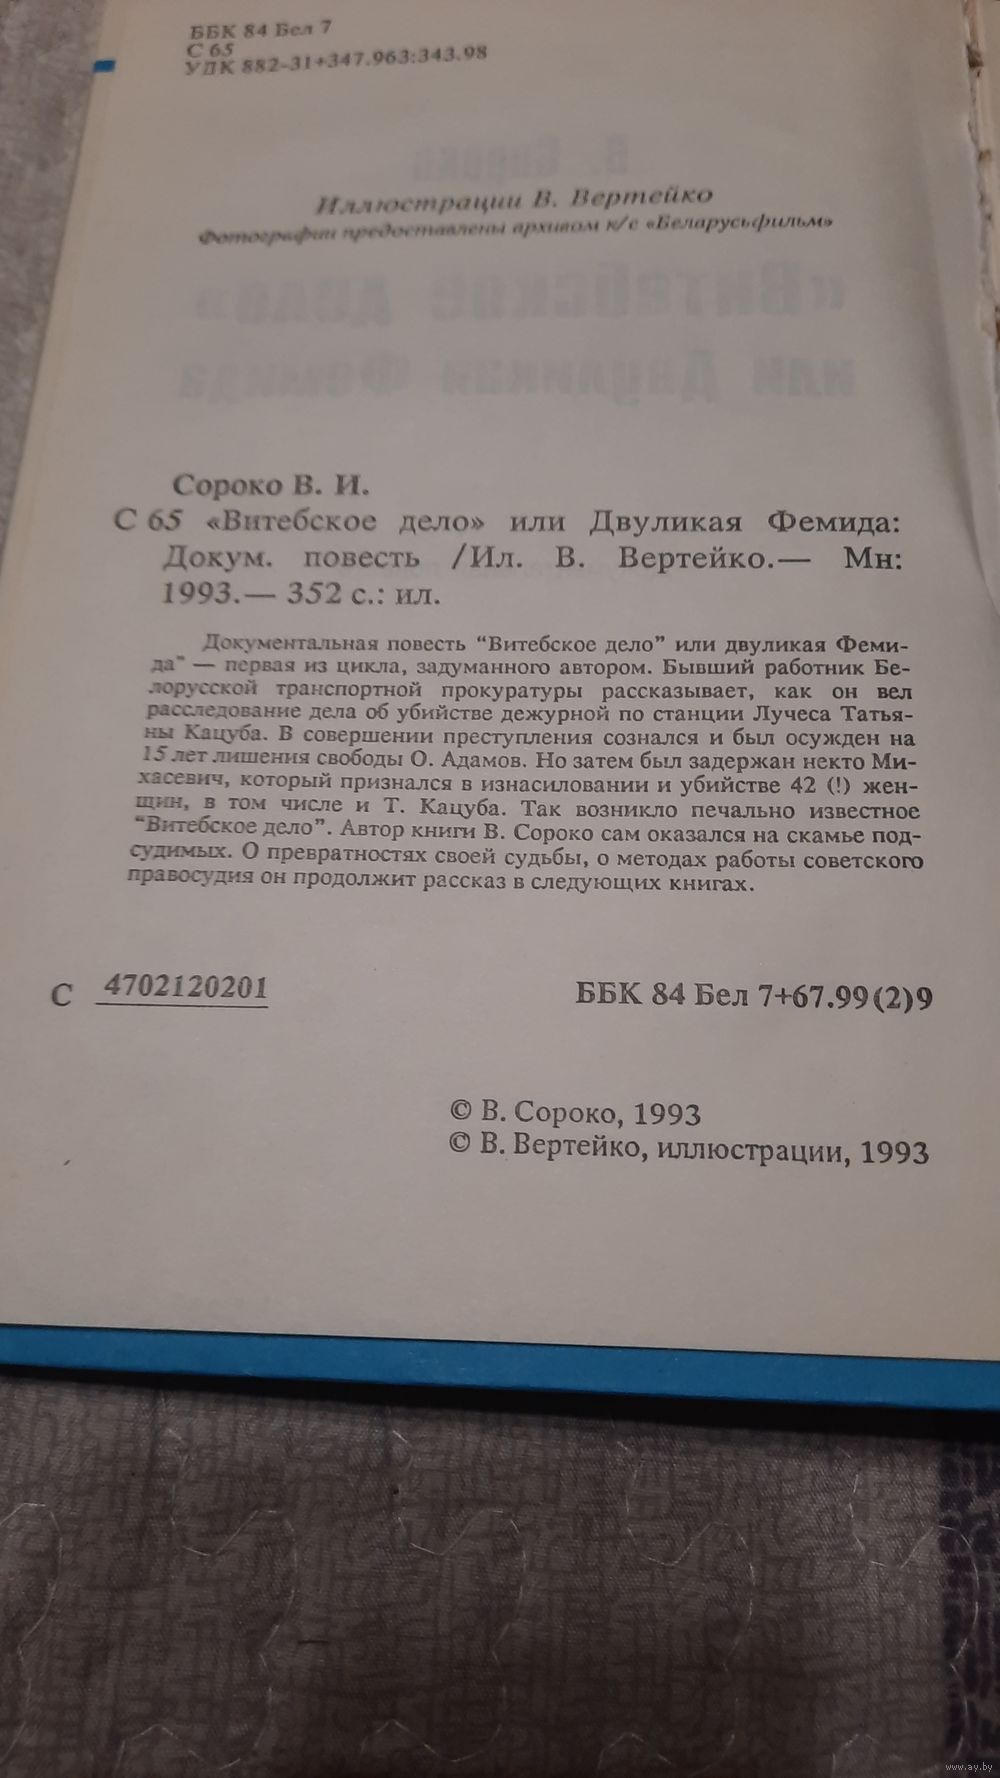 ББК 84 Бел 7
С 65
УДК 882-31+347.963:343.98
Иллюстрации В. Вертейко
Фотографии предоставлены архивом к/с «Беларусьфильм»
Сороко В. И.
С 65 «Витебское дело» или Двуликая Фемида:
Докум. повесть /Ил. В. Вертейко.— Мн:
1993.— 352 с.: ил.
Документальная повесть “Витебское дело” или двуликая Феми-
да” — первая из цикла, задуманного автором. Бывший работник Бе-
лорусской транспортной прокуратуры рассказывает, как он вел
расследование дела об убийстве дежурной по станции Лучеса Татья-
ны Кацуба. В совершении преступления сознался и был осужден на
15 лет лишения свободы О. Адамов. Но затем был задержан некто Ми-
хасевич, который признался в изнасиловании и убийстве 42 (!) жен-
щин, в том числе и Т. Кацуба. Так возникло печально известное
“Витебское дело”. Автор книги В. Сороко сам оказался на скамье под-
судимых. О превратностях своей судьбы, о методах работы советского
правосудия он продолжит рассказ в следующих книгах.
С 4702120201
ББК 84 Бел 7+67.99(2)9
© В. Сороко, 1993
© В. Вертейко, иллюстрации, 1993
www.ay.by